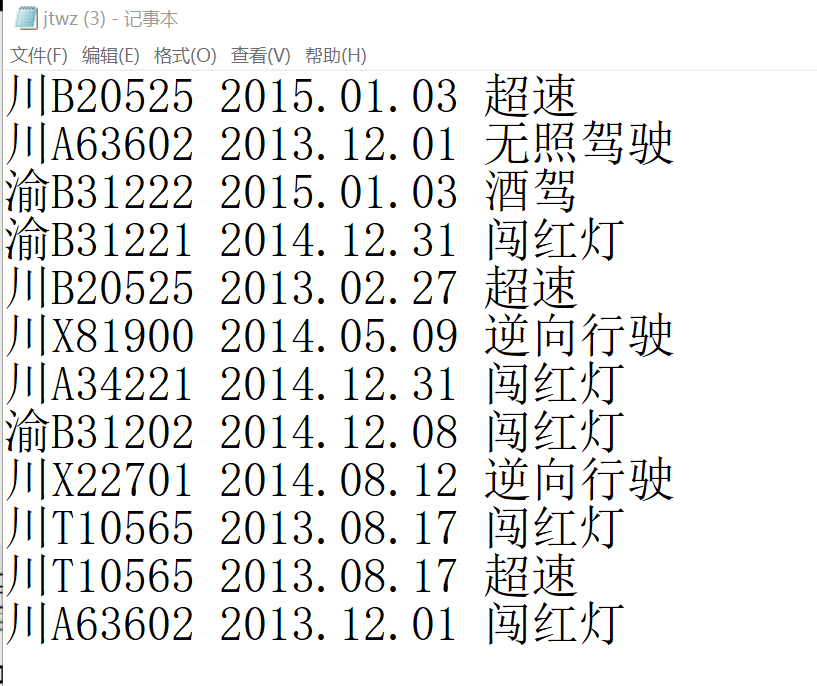 jtwz (3) - 记事本
文件(F) 编辑(E) 格式(O) 查看(V) 帮助(H)
川B20525 2015.01.03 超速
川A63602 2013.12.01 无照驾驶
渝B31222 2015.01.03 酒驾
渝B31221 2014.12.31 闯红灯
川B20525 2013.02.27 超速
川X81900 2014.05.09 逆向行驶
川A34221 2014.12.31 闯红灯
渝B31202 2014.12.08 闯红灯
川X22701 2014.08.12 逆向行驶
川T10565 2013.08.17 闯红灯
川T10565 2013.08.17 超速
川A63602 2013.12.01 闯红灯